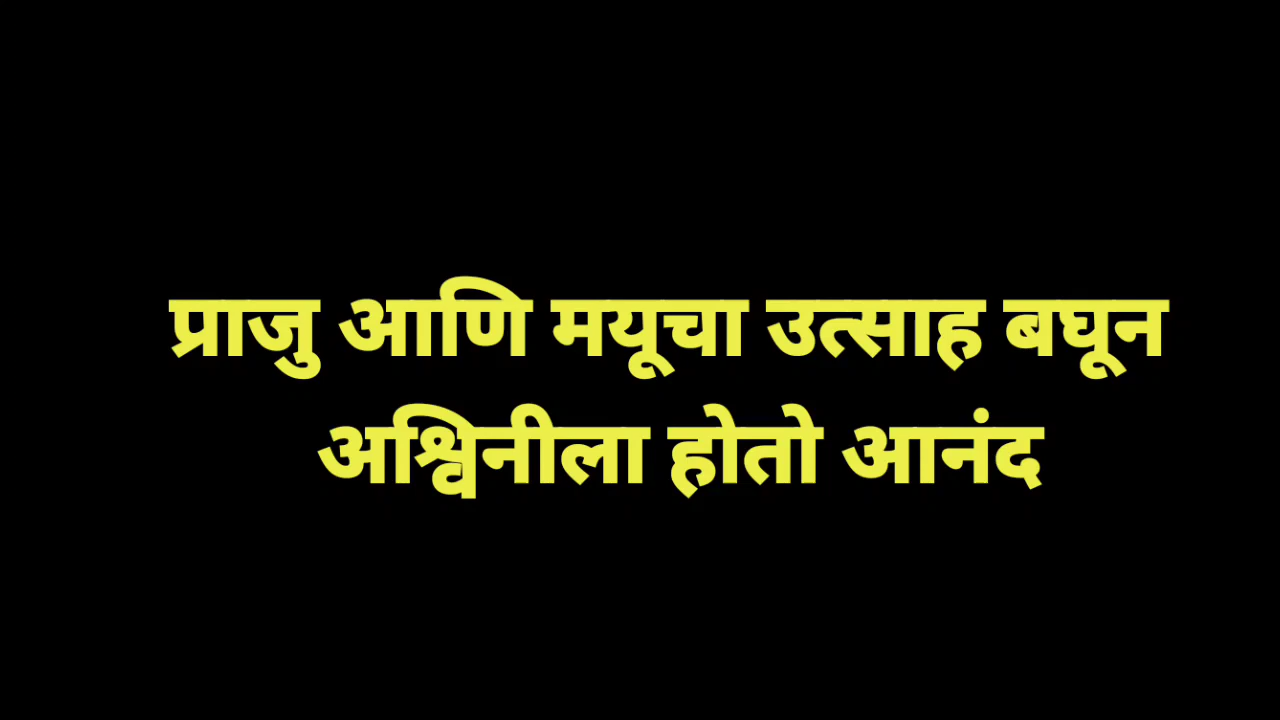 प्राजु आणि मयूचा उत्साह बघून
अश्विनीला होतो आनंद